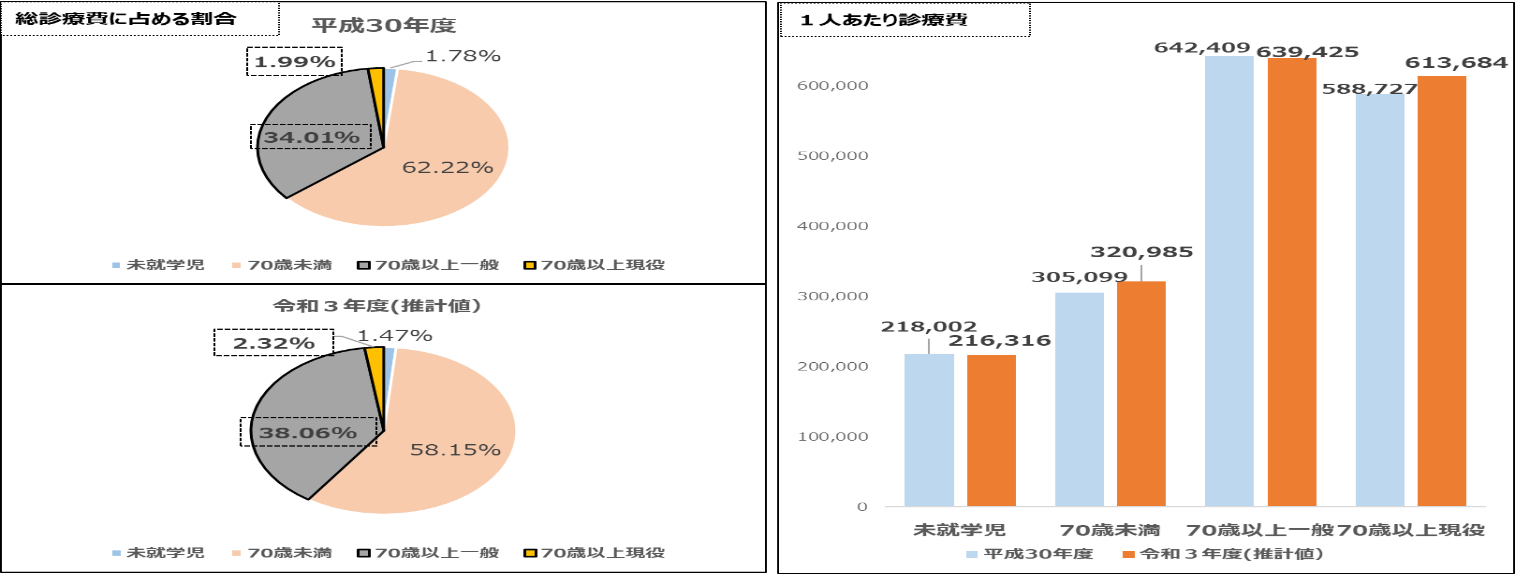 総診療費に占める割合
平成30年度
1.99%
1.78%
34.01%
62.22%
未就学児 70歳未満 70歳以上一般 70歳以上現役
令和３年度(推計値)
2.32%
1.47%
38.06%
58.15%
未就学児 70歳未満 70歳以上一般 70歳以上現役
１人あたり診療費
642,409 639,425
613,684
600,000
588,727
500,000
400,000
320,985
305,099
300,000
218,002
216,316
200,000
100,000
0
未就学児 70歳未満 70歳以上一般 70歳以上現役
平成30年度 令和３年度(推計値)